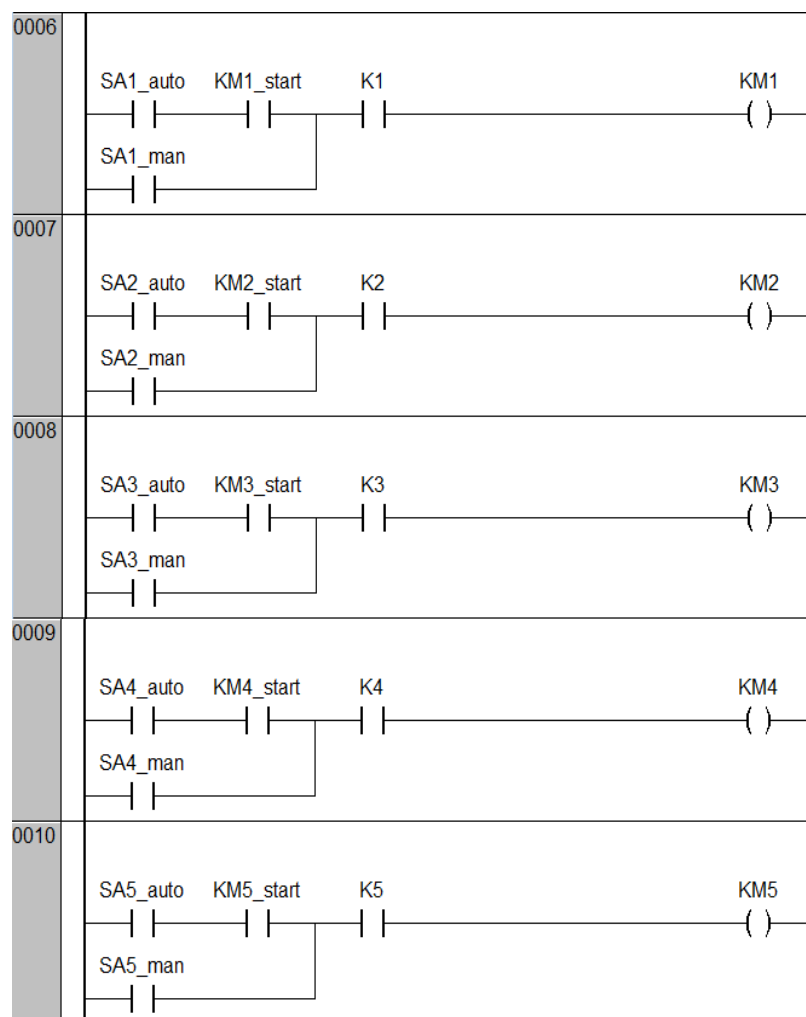 0006
SA1_auto KM1_start K1 KM1
SA1_man
0007
SA2_auto KM2_start K2 KM2
SA2_man
0008
SA3_auto KM3_start K3 KM3
SA3_man
0009
SA4_auto KM4_start K4 KM4
SA4_man
0010
SA5_auto KM5_start K5 KM5
SA5_man